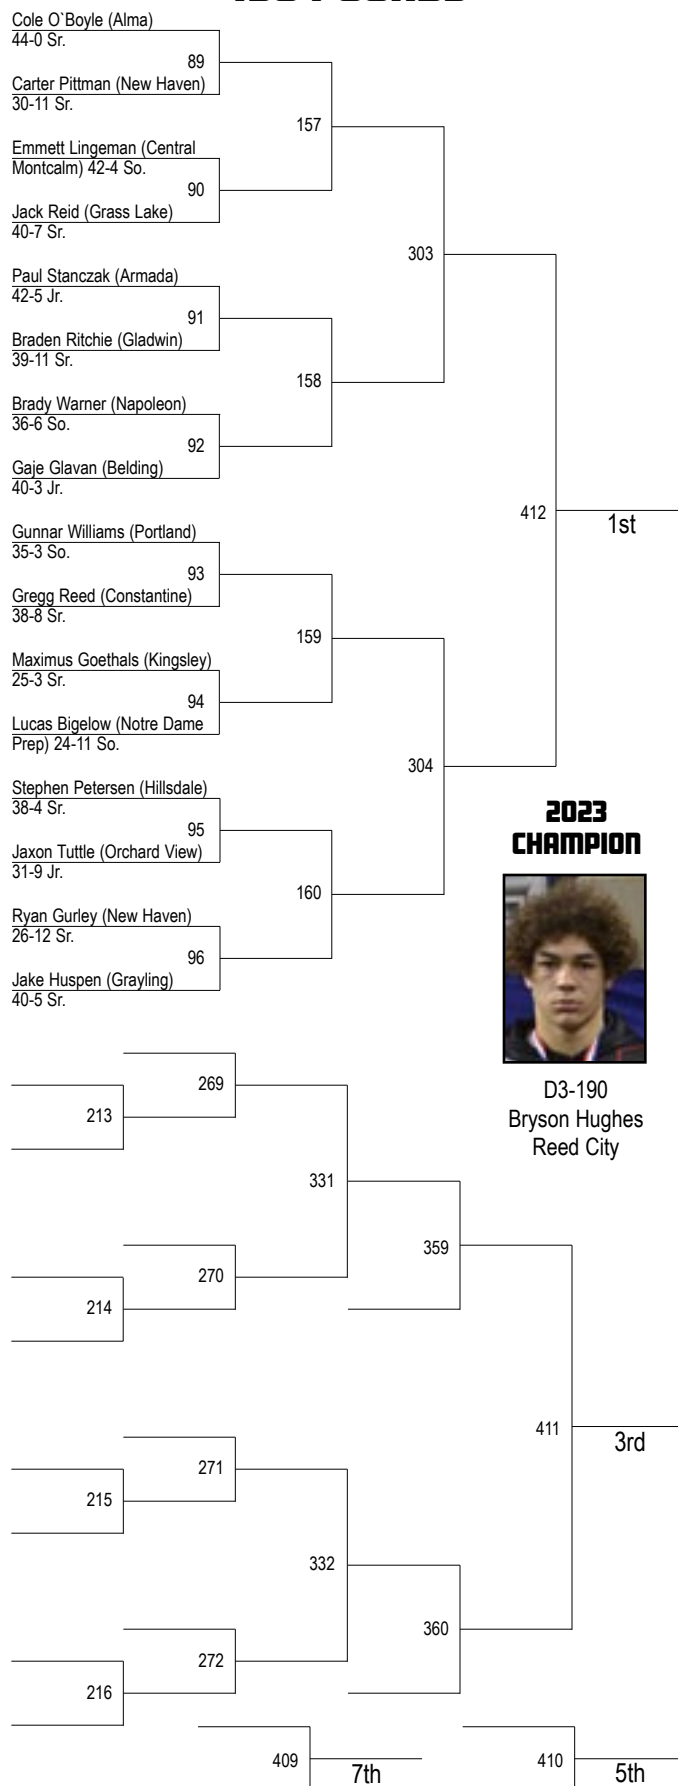 Cole O`Boyle (Alma)
44-0 Sr.
89
Carter Pittman (New Haven)
30-11 Sr.
157
Emmett Lingeman (Central
Montcalm) 42-4 So.
90
Jack Reid (Grass Lake)
40-7 Sr.
303
Paul Stanczak (Armada)
42-5 Jr.
91
Braden Ritchie (Gladwin)
39-11 Sr.
158
Brady Warner (Napoleon)
36-6 So.
92
Gaje Glavan (Belding)
40-3 Jr.
412
1st
Gunnar Williams (Portland)
35-3 So.
93
Gregg Reed (Constantine)
38-8 Sr.
159
Maximus Goethals (Kingsley)
25-3 Sr.
94
Lucas Bigelow (Notre Dame
Prep) 24-11 So.
304
Stephen Petersen (Hillsdale)
38-4 Sr.
95
Jaxon Tuttle (Orchard View)
31-9 Jr.
160
Ryan Gurley (New Haven)
26-12 Sr.
96
Jake Huspen (Grayling)
40-5 Sr.
2023
CHAMPION
D3-190
Bryson Hughes
Reed City
269
213
331
359
270
214
411
3rd
271
215
332
360
272
216
409
7th
410
5th